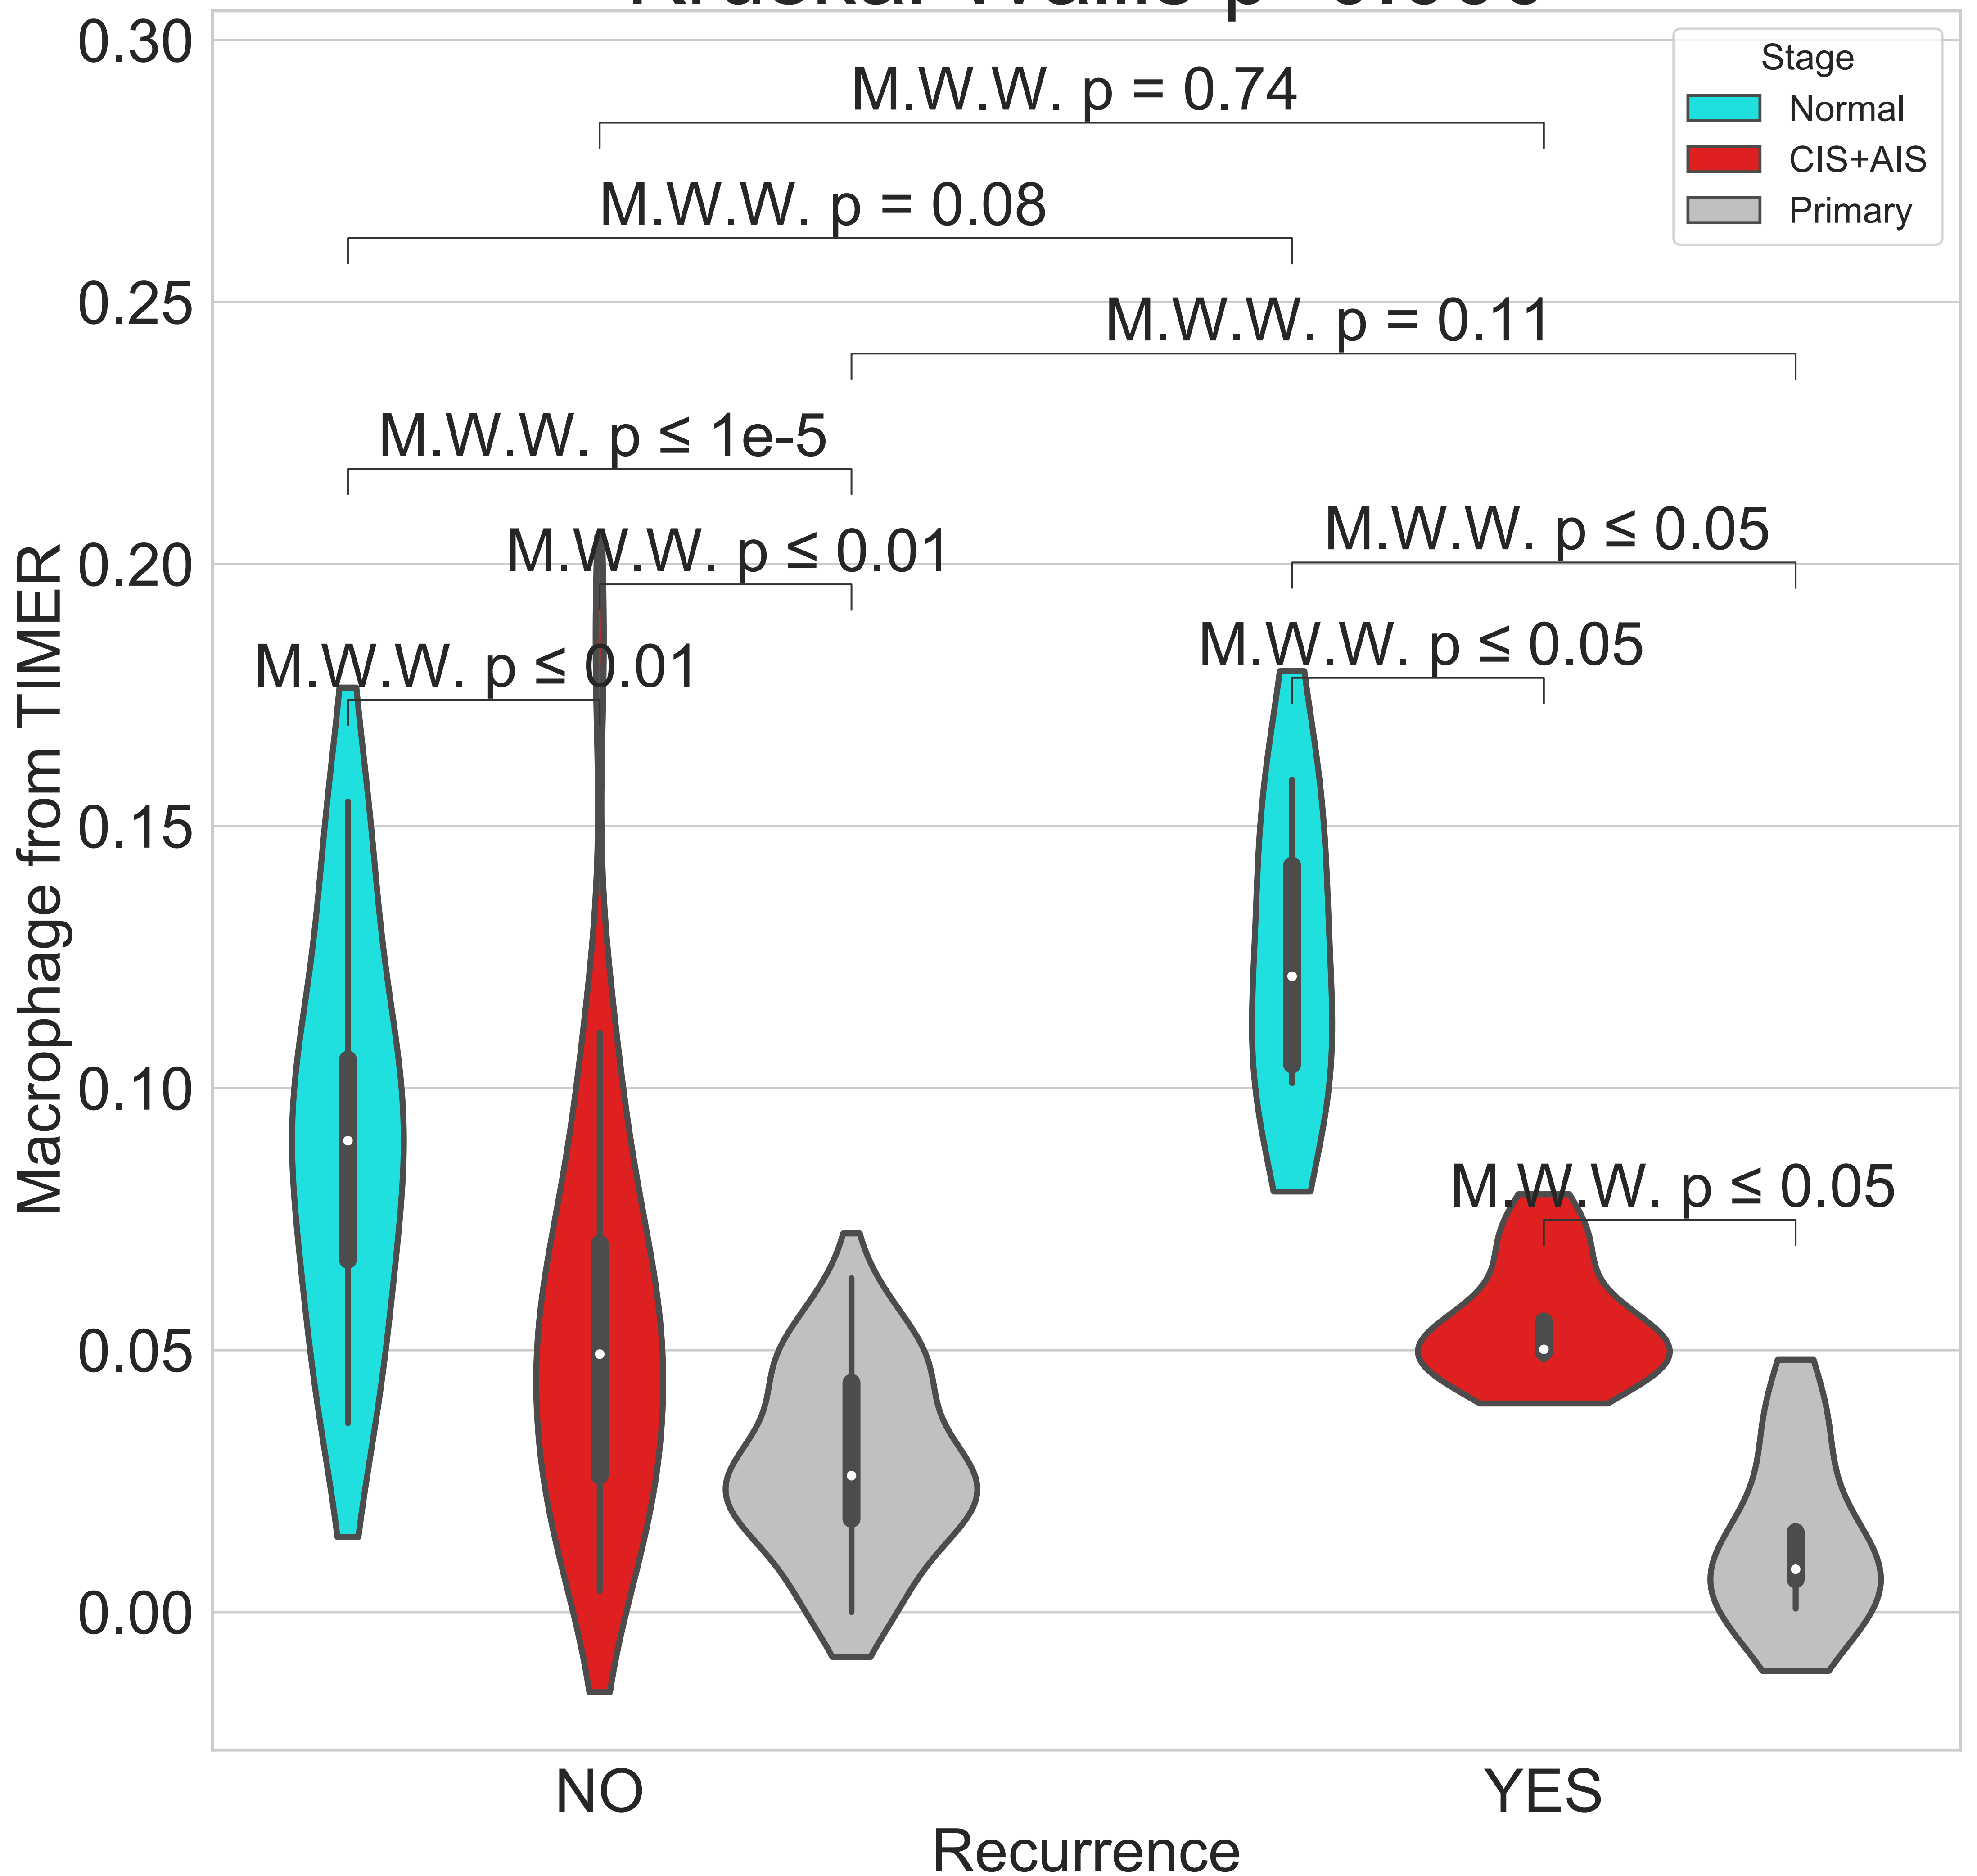 0.30
0.25
0.20
0.15
0.10
0.05
0.00
Macrophage from TIMER
Stage
Normal
CIS+AIS
Primary
M.W.W. p = 0.74
M.W.W. p = 0.08
M.W.W. p = 0.11
M.W.W. p ≤ 1e-5
M.W.W. p ≤ 0.01
M.W.W. p ≤ 0.05
M.W.W. p ≤ 0.01
M.W.W. p ≤ 0.05
M.W.W. p ≤ 0.05
NO
YES
Recurrence